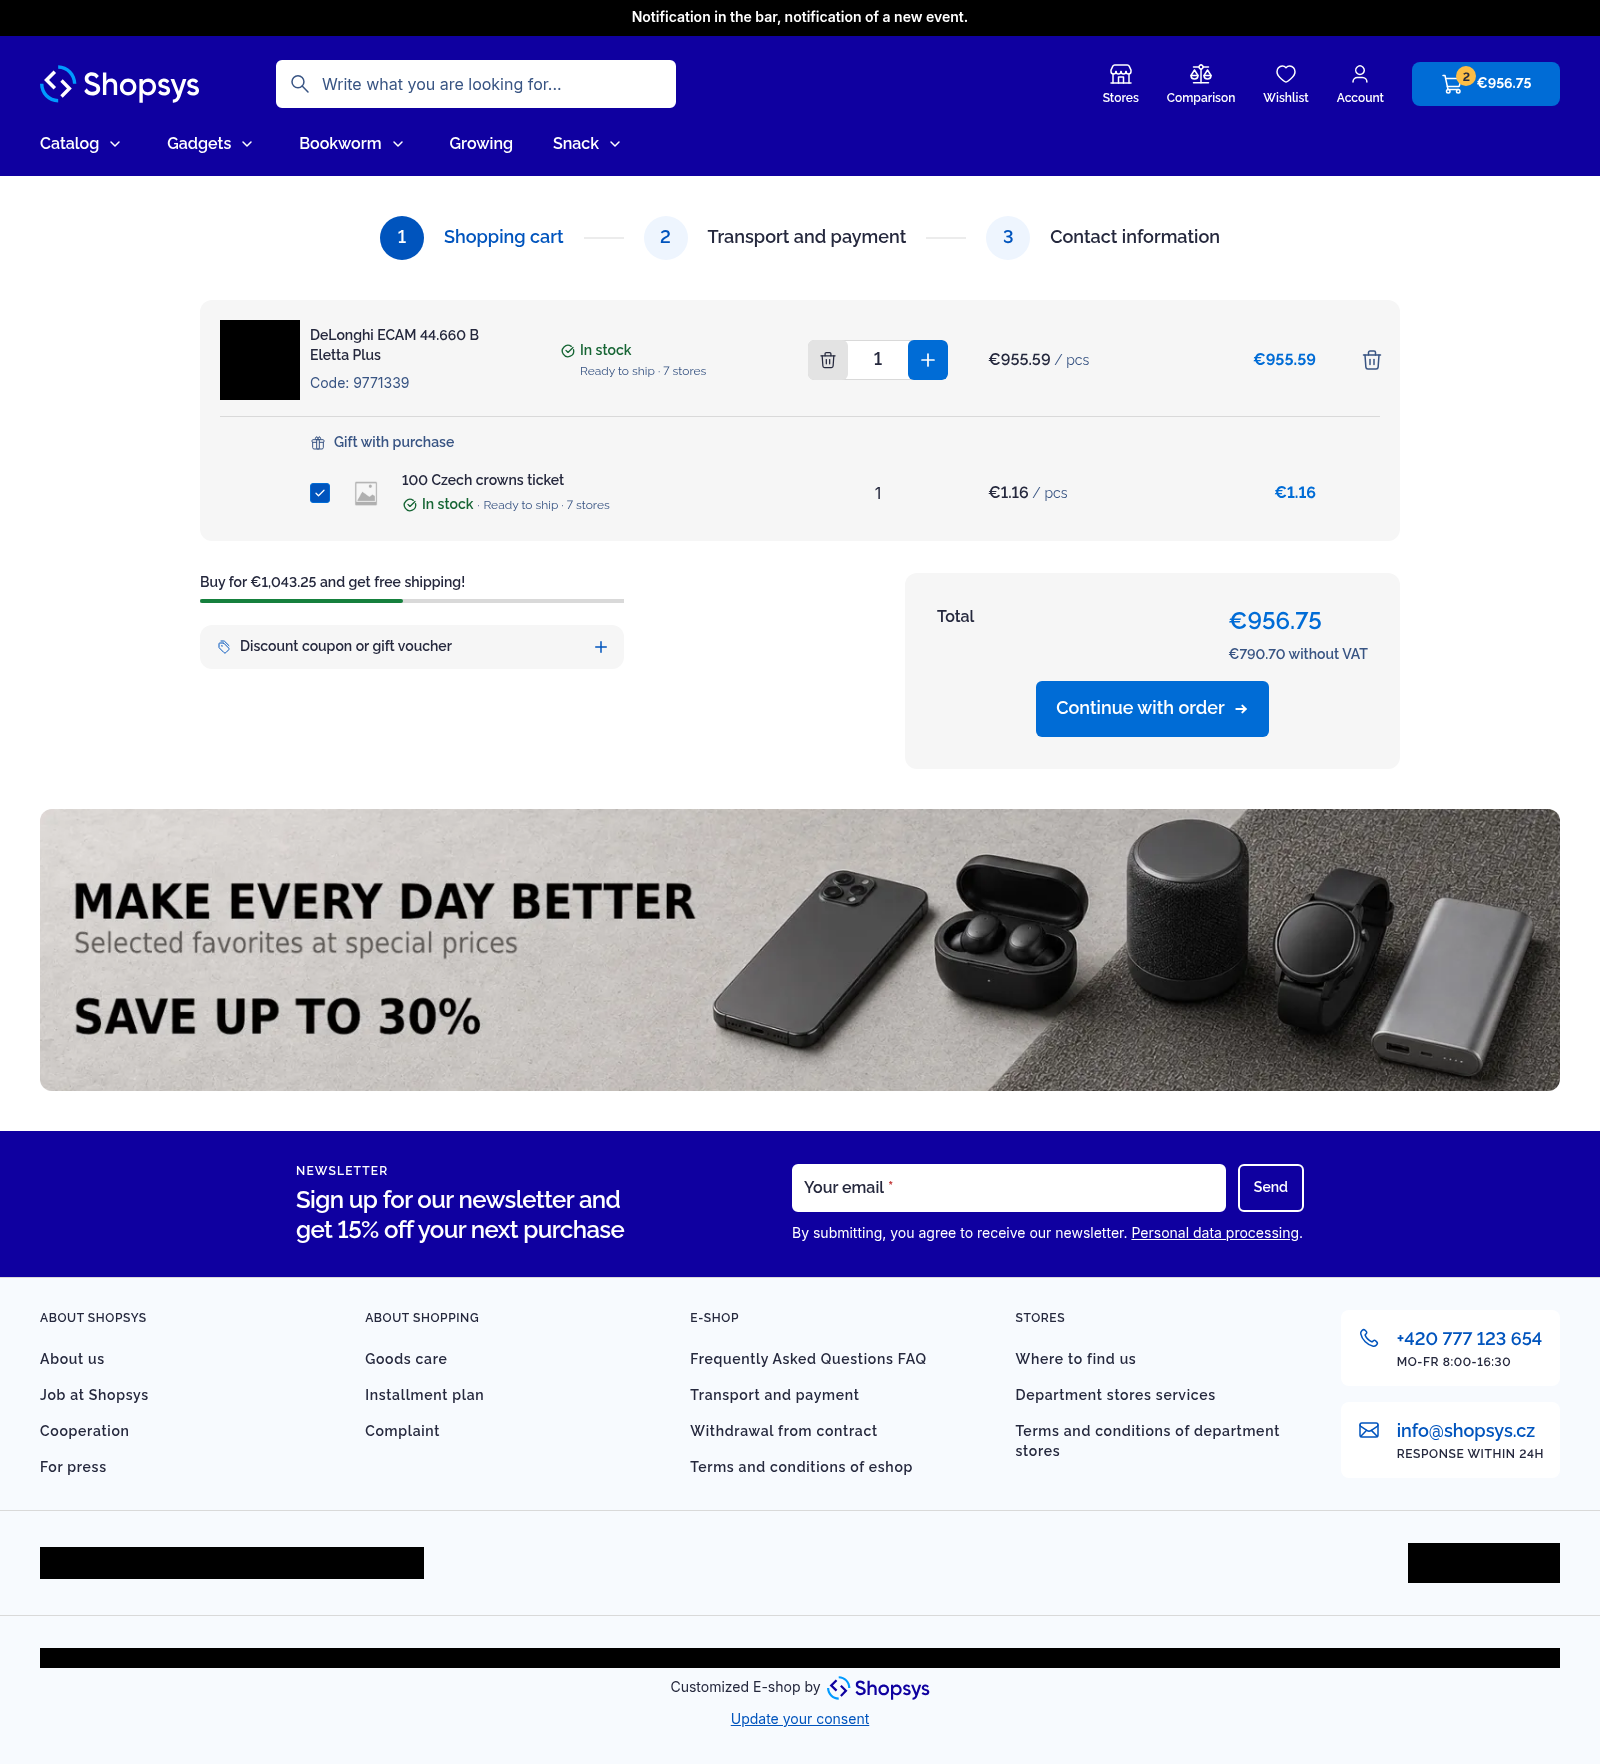 Notification in the bar, notification of a new event.
Shopsys
Write what you are looking for...
Stores
Comparison
Wishlist
Account
2
€956.75
Catalog
Gadgets
Bookworm
Growing
Snack
1 Shopping cart
2 Transport and payment
3 Contact information
DeLonghi ECAM 44.660 B
Eletta Plus
Code: 9771339
In stock
Ready to ship · 7 stores
1
€955.59 / pcs
€955.59
Gift with purchase
100 Czech crowns ticket
In stock · Ready to ship · 7 stores
1
€1.16 / pcs
€1.16
Buy for €1,043.25 and get free shipping!
Discount coupon or gift voucher
Total
€956.75
€790.70 without VAT
Continue with order
MAKE EVERY DAY BETTER
Selected favorites at special prices
SAVE UP TO 30%
NEWSLETTER
Sign up for our newsletter and
get 15% off your next purchase
Your email *
Send
By submitting, you agree to receive our newsletter. Personal data processing.
ABOUT SHOPSYS
About us
Job at Shopsys
Cooperation
For press
ABOUT SHOPPING
Goods care
Installment plan
Complaint
E-SHOP
Frequently Asked Questions FAQ
Transport and payment
Withdrawal from contract
Terms and conditions of eshop
STORES
Where to find us
Department stores services
Terms and conditions of department
stores
+420 777 123 654
MO-FR 8:00-16:30
info@shopsys.cz
RESPONSE WITHIN 24H
Customized E-shop by Shopsys
Update your consent